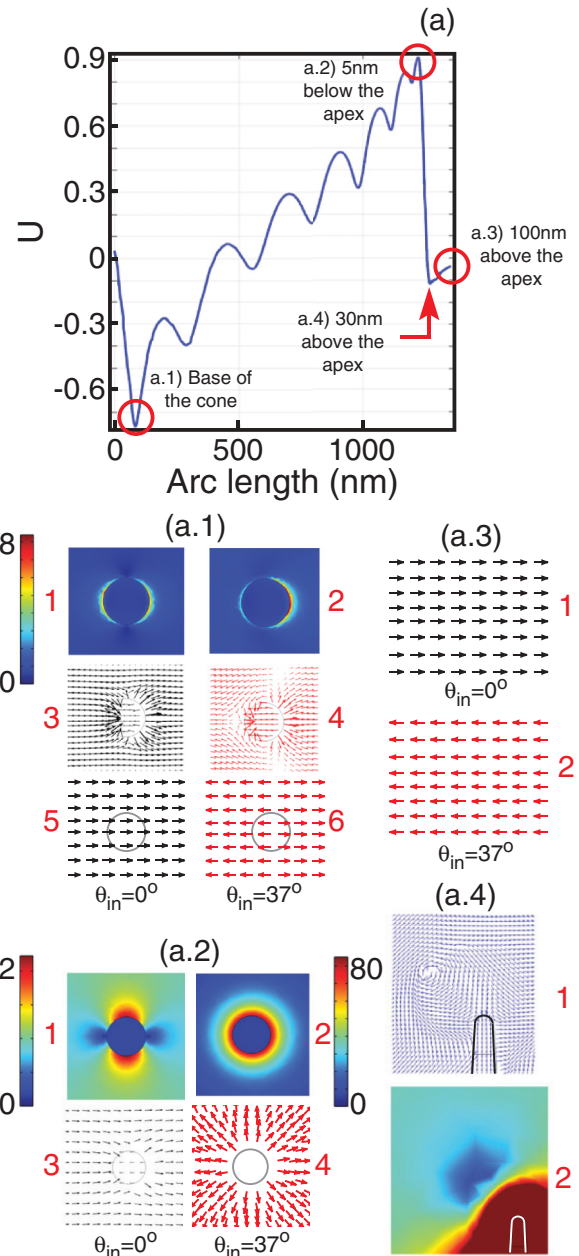 (a)
0.9
0.6
0.3
0
-0.3
-0.6
U
a.2) 5nm
below the
apex
a.3) 100nm
above the
apex
a.4) 30nm
above the
apex
a.1) Base of
the cone
0 500 1000
Arc length (nm)
(a.1)
8
0
1 2
3 4
5 6
θin=0o θin=37o
(a.3)
1
θin=0o
2
θin=37o
(a.2)
2
0
1 2
80
0
3 4
θin=0o θin=37o
(a.4)
1
2